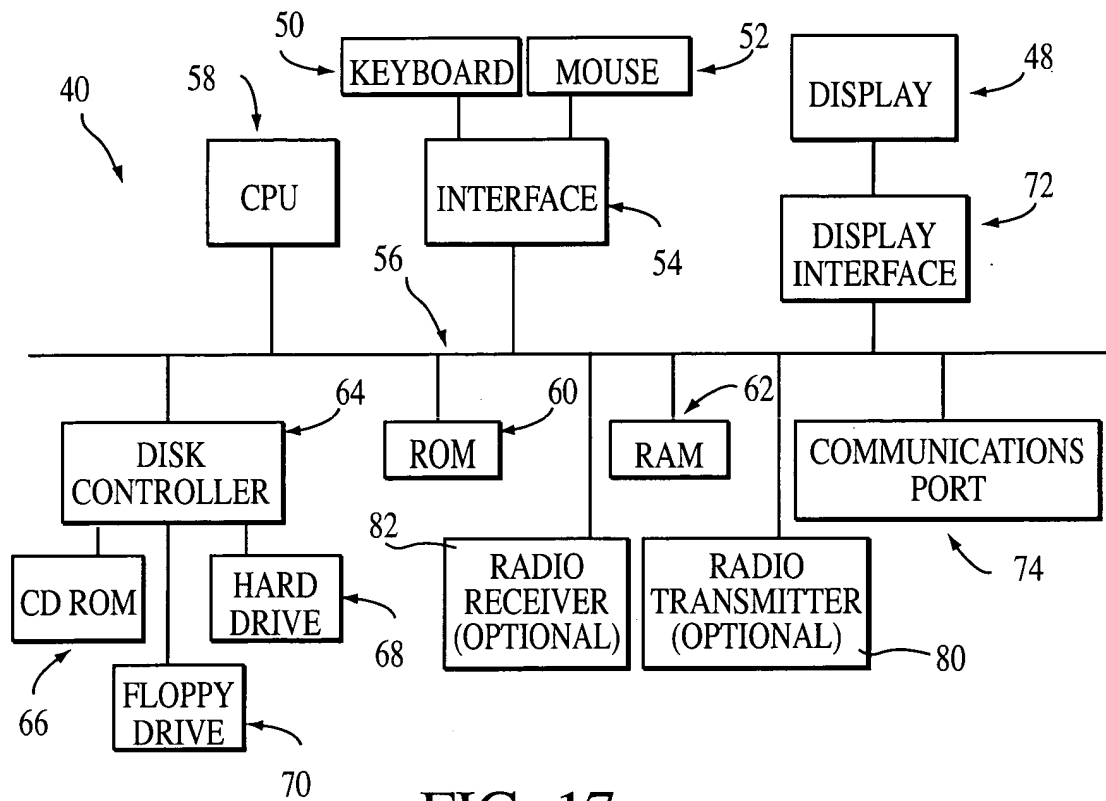 50
KEYBOARD
MOUSE
52
58
40
CPU
INTERFACE
54
DISPLAY
48
72
DISPLAY
INTERFACE
56
64
DISK
CONTROLLER
60
ROM
62
RAM
COMMUNICATIONS
PORT
74
CD ROM
66
HARD
DRIVE
68
FLOPPY
DRIVE
70
82
RADIO
RECEIVER
(OPTIONAL)
RADIO
TRANSMITTER
(OPTIONAL)
80
FIG. 17